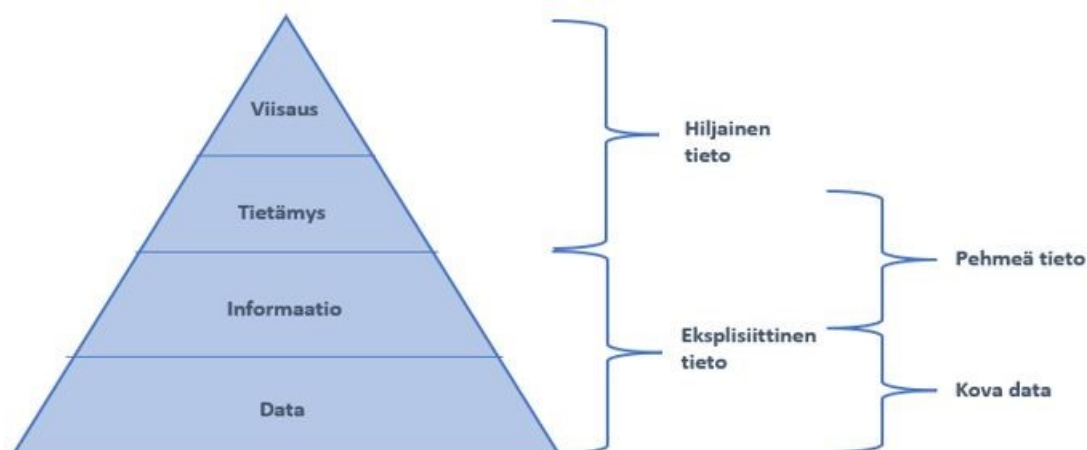 Viisaus
Tietämys
Informaatio
Data
Hiljainen
tieto
Eksplisiittinen
tieto
Pehmeä tieto
Kova data